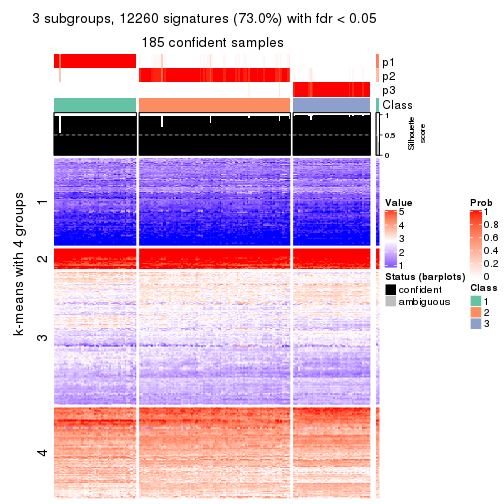 3 subgroups, 12260 signatures (73.0%) with fdr < 0.05
185 confident samples
p1
p2
p3
Class
1
0.5
0
Silhouette
score
k-means with 4 groups
1
2
3
4
Value
5
4
3
2
1
Status (barplots)
confident
ambiguous
Prob
1
0.8
0.6
0.4
0.2
0
Class
1
2
3